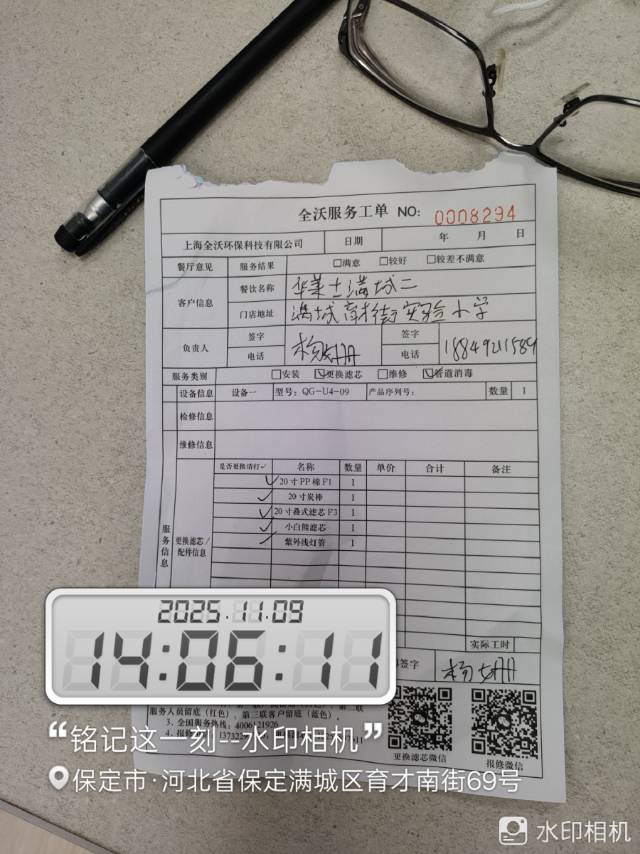 全沃服务工单 NO: 0008294
上海全沃环保科技有限公司 日期 年 月 日
餐厅意见 服务结果 □满意 □较好 □较差不满意
客户信息 餐饮名称 华莱士满城二
门店地址 满城育才街实验小学
负责人 签字 签字
电话 电话 18849211584
服务类别 □安装 ☑更换滤芯 □维修 ☑管道消毒
设备信息 设备一 型号：QG-U4-09 产品序列号： 数量 1
检修信息
维修信息
服务信息
更换滤芯/配件信息
是否更换请打✓ 名称 数量 单价 合计 备注
✓ 20寸PP棉F1 1
✓ 20寸炭棒 1
✓ 20寸叠式滤芯F3 1
✓ 小白熊滤芯 1
✓ 紫外线灯管 1
实际工时
签字
服务人员留底（红色），第三联客户留底（蓝色）。
3、全国服务热线：4006121926
4、报修
更换滤芯微信 报修微信
2025.11.09
14:06:11
“铭记这一刻--水印相机”
保定市·河北省保定满城区育才南街69号
水印相机